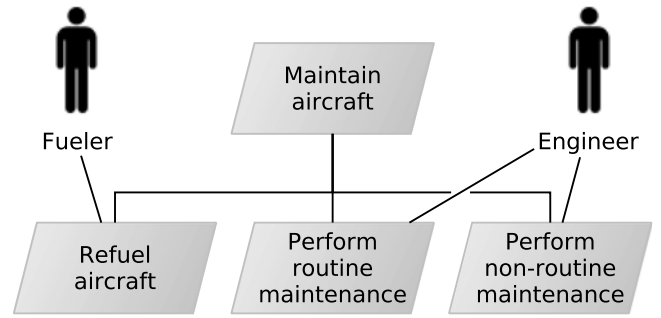 Maintain
aircraft
Fueler
Engineer
Refuel
aircraft
Perform
routine
maintenance
Perform
non-routine
maintenance